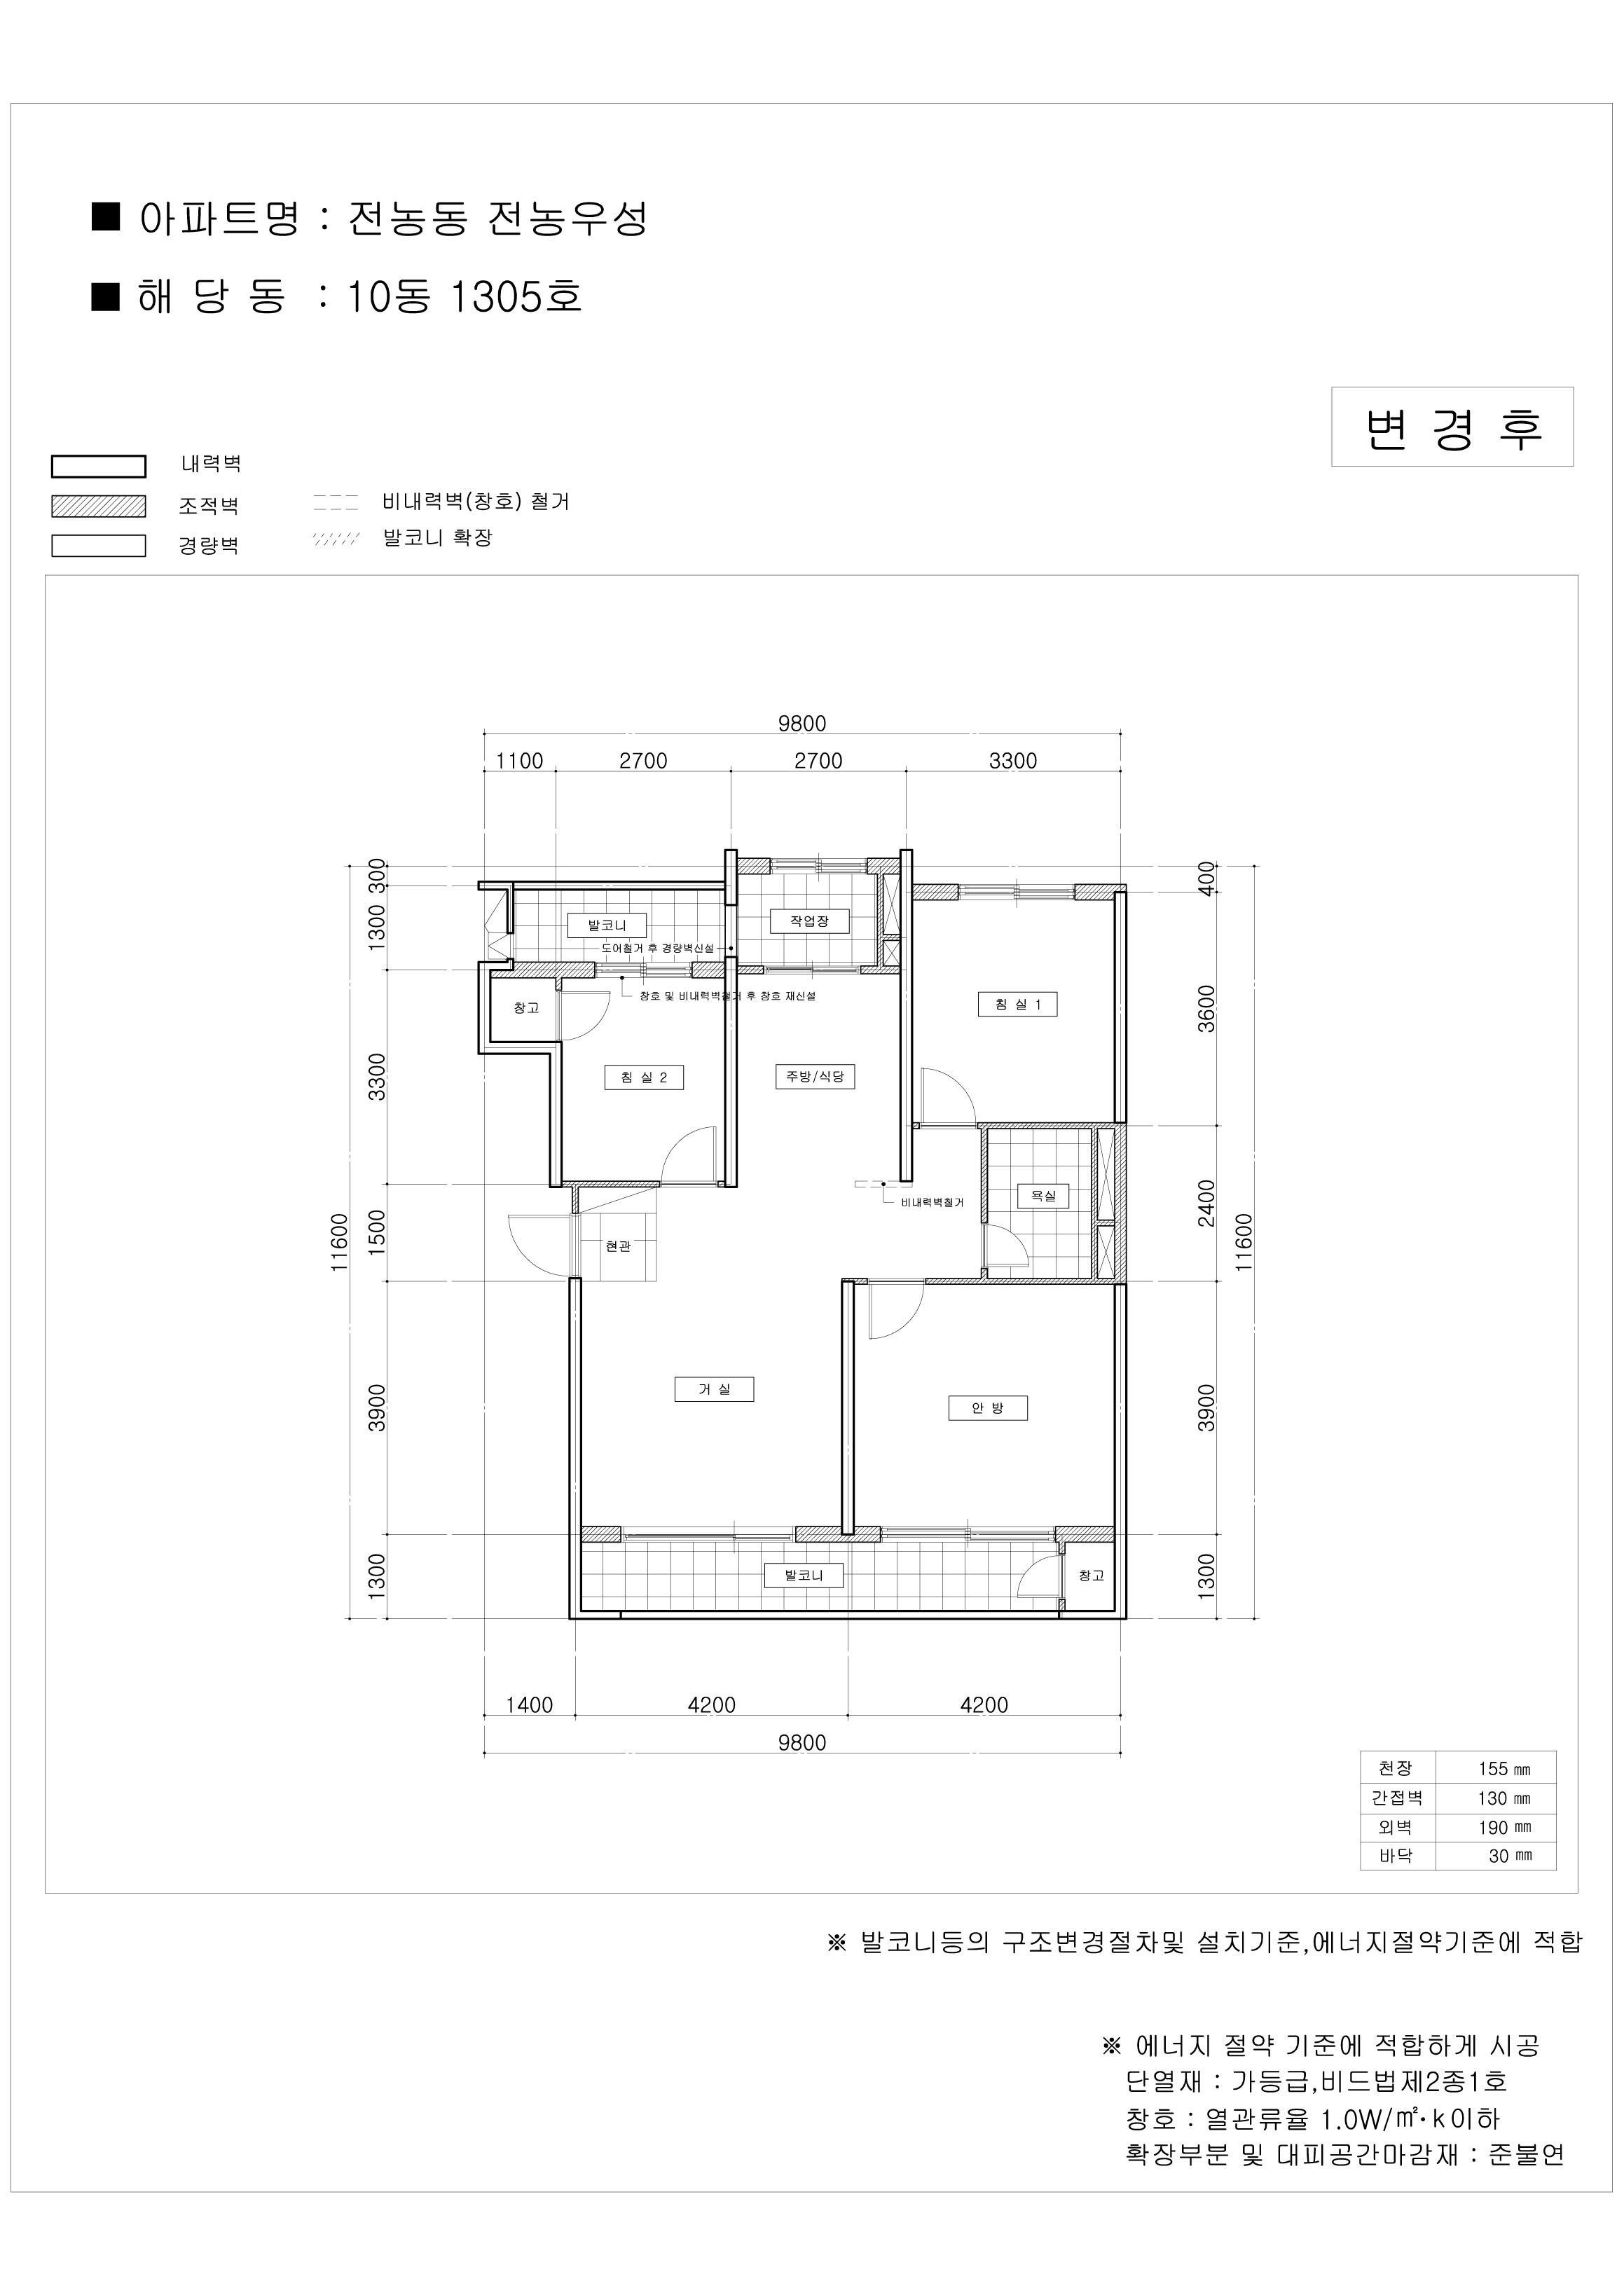 ■ 아파트명 : 전농동 전농우성
■ 해 당 동 : 10동 1305호
변 경 후
내력벽
조적벽
경량벽
비내력벽(창호) 철거
발코니 확장
9800
1100 2700 2700 3300
300
1300
3300
1500
3900
1300
11600
400
3600
2400
3900
1300
11600
발코니
작업장
도어철거 후 경량벽신설
창호 및 비내력벽철거 후 창호 재신설
창고
침 실 1
침 실 2
주방/식당
욕실
비내력벽철거
현관
거 실
안 방
발코니
창고
1400 4200 4200
9800
천장 155 ㎜
간접벽 130 ㎜
외벽 190 ㎜
바닥 30 ㎜
※ 발코니등의 구조변경절차및 설치기준,에너지절약기준에 적합
※ 에너지 절약 기준에 적합하게 시공
단열재 : 가등급,비드법제2종1호
창호 : 열관류율 1.0W/㎡·k이하
확장부분 및 대피공간마감재 : 준불연